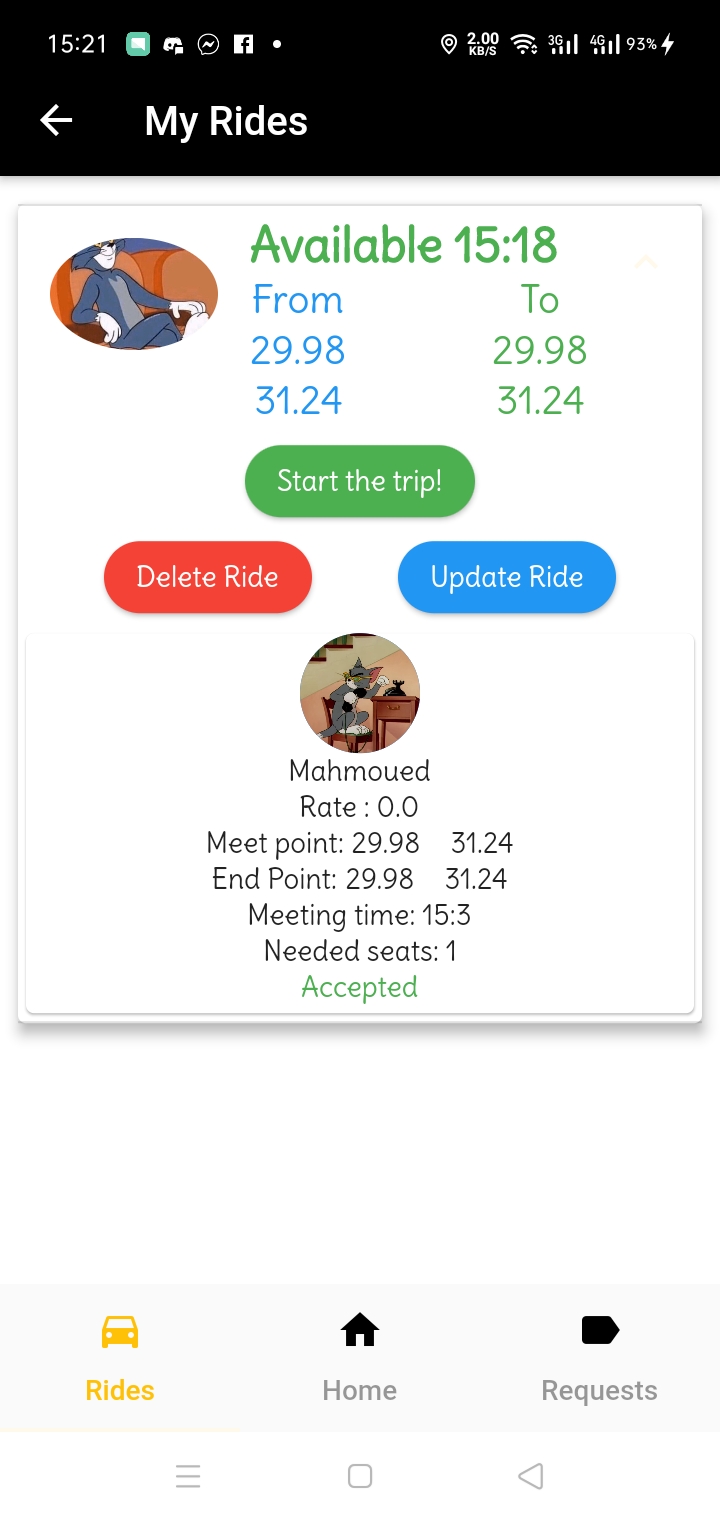 15:21 2.00 KB/S 3G 4G 93%
My Rides
Available 15:18
From To
29.98 29.98
31.24 31.24
Start the trip!
Delete Ride Update Ride
Mahmoued
Rate : 0.0
Meet point: 29.98 31.24
End Point: 29.98 31.24
Meeting time: 15:3
Needed seats: 1
Accepted
Rides Home Requests